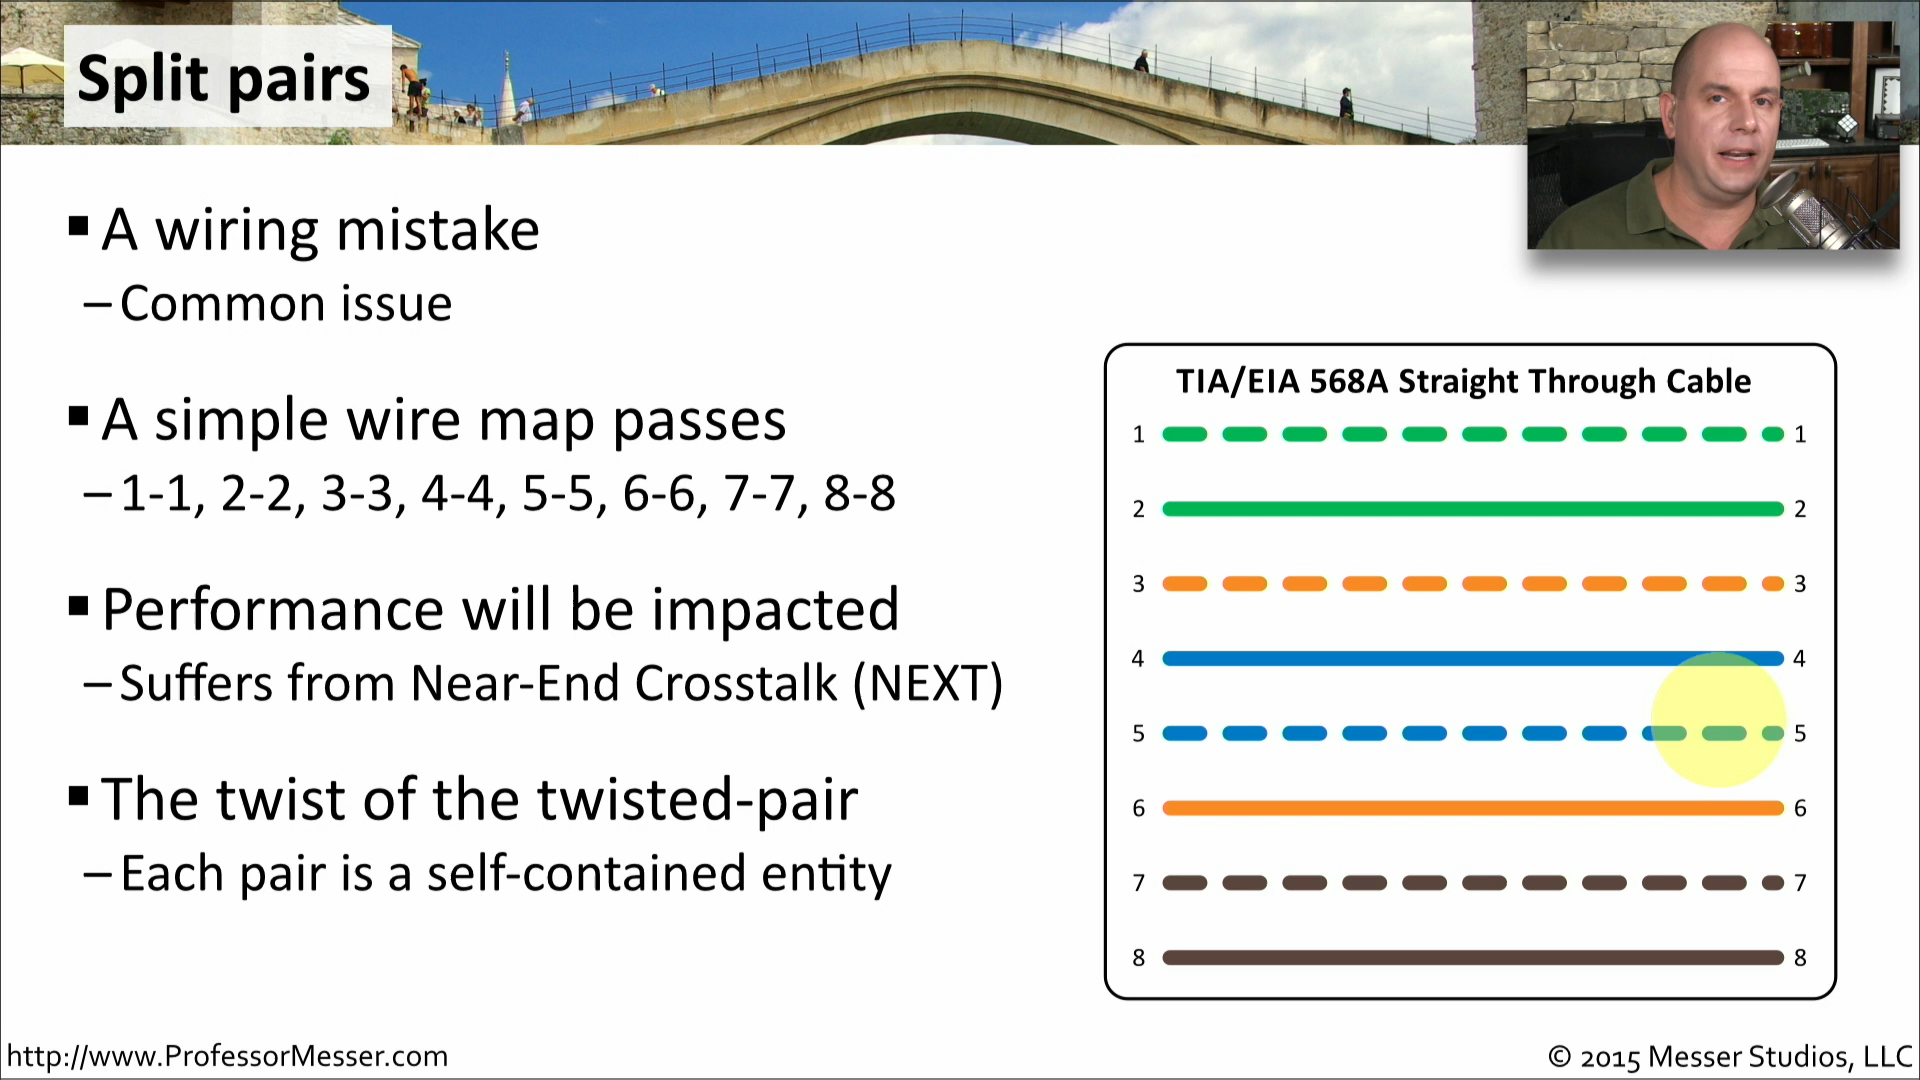 Split pairs
▪ A wiring mistake
– Common issue
▪ A simple wire map passes
– 1-1, 2-2, 3-3, 4-4, 5-5, 6-6, 7-7, 8-8
▪ Performance will be impacted
– Suffers from Near-End Crosstalk (NEXT)
▪ The twist of the twisted-pair
– Each pair is a self-contained entity
TIA/EIA 568A Straight Through Cable
1 1
2 2
3 3
4 4
5 5
6 6
7 7
8 8
http://www.ProfessorMesser.com
© 2015 Messer Studios, LLC